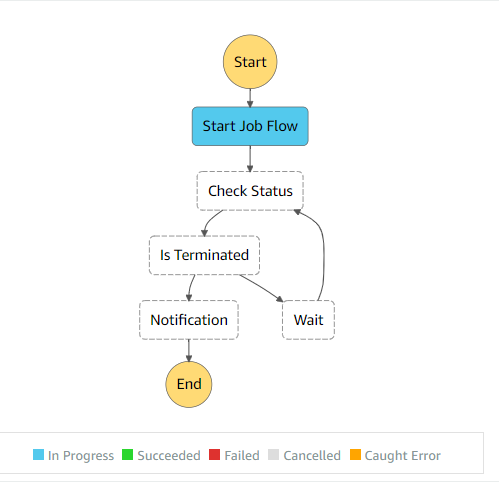 Start
Start Job Flow
Check Status
Is Terminated
Notification
Wait
End
In Progress Succeeded Failed Cancelled Caught Error